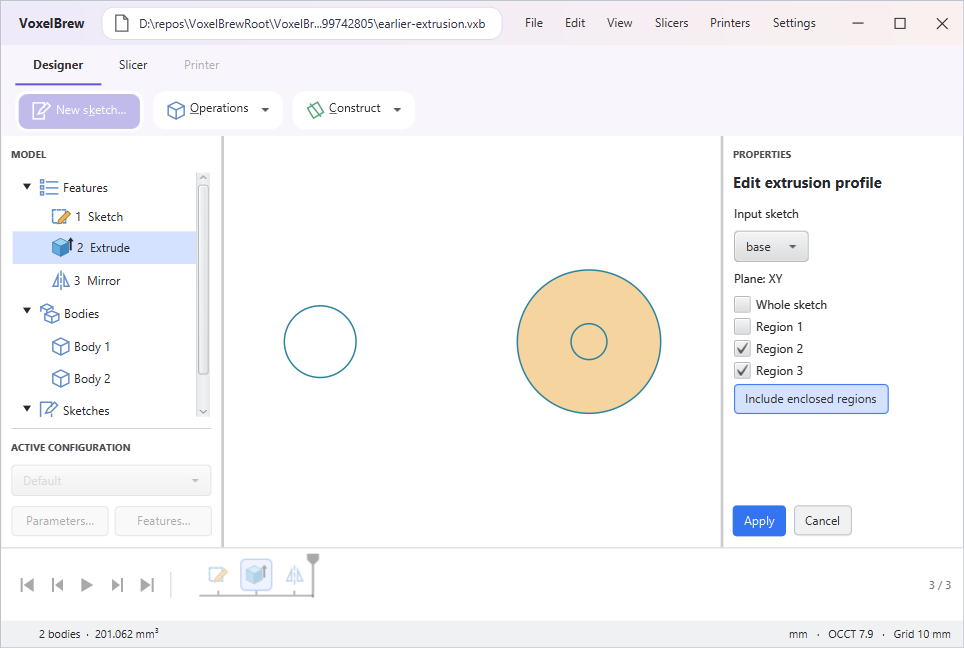 VoxelBrew
D:\repos\VoxelBrewRoot\VoxelBr...99742805\earlier-extrusion.vxb
File Edit View Slicers Printers Settings
Designer Slicer Printer
New sketch... Operations Construct
MODEL
Features
1 Sketch
2 Extrude
3 Mirror
Bodies
Body 1
Body 2
Sketches
ACTIVE CONFIGURATION
Default
Parameters... Features...
PROPERTIES
Edit extrusion profile
Input sketch
base
Plane: XY
Whole sketch
Region 1
Region 2
Region 3
Include enclosed regions
Apply Cancel
3 / 3
2 bodies · 201.062 mm³
mm · OCCT 7.9 · Grid 10 mm